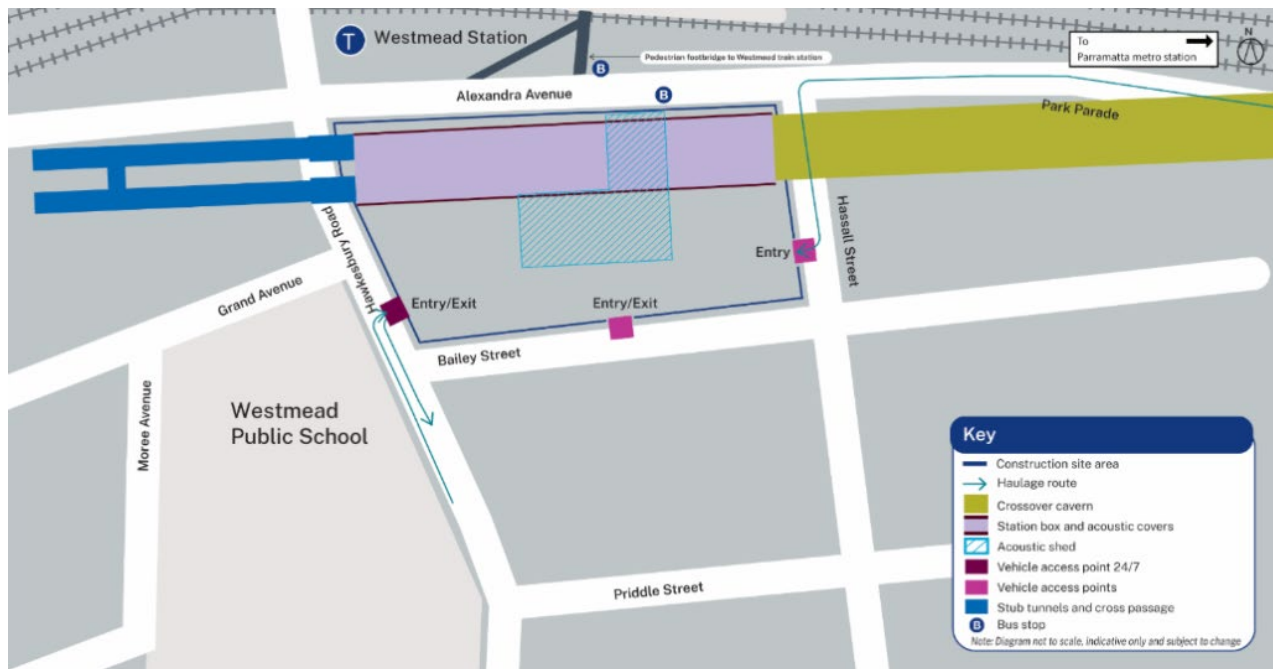 T
Westmead Station
Pedestrian footbridge to Westmead train station
B
To
Parramatta metro station
N
Alexandra Avenue
B
Park Parade
Hawkesbury Road
Hassall Street
Entry
Grand Avenue
Entry/Exit
Entry/Exit
Bailey Street
Moree Avenue
Westmead
Public School
Priddle Street
Key
Construction site area
Haulage route
Crossover cavern
Station box and acoustic covers
Acoustic shed
Vehicle access point 24/7
Vehicle access points
Stub tunnels and cross passage
B Bus stop
Note: Diagram not to scale, indicative only and subject to change